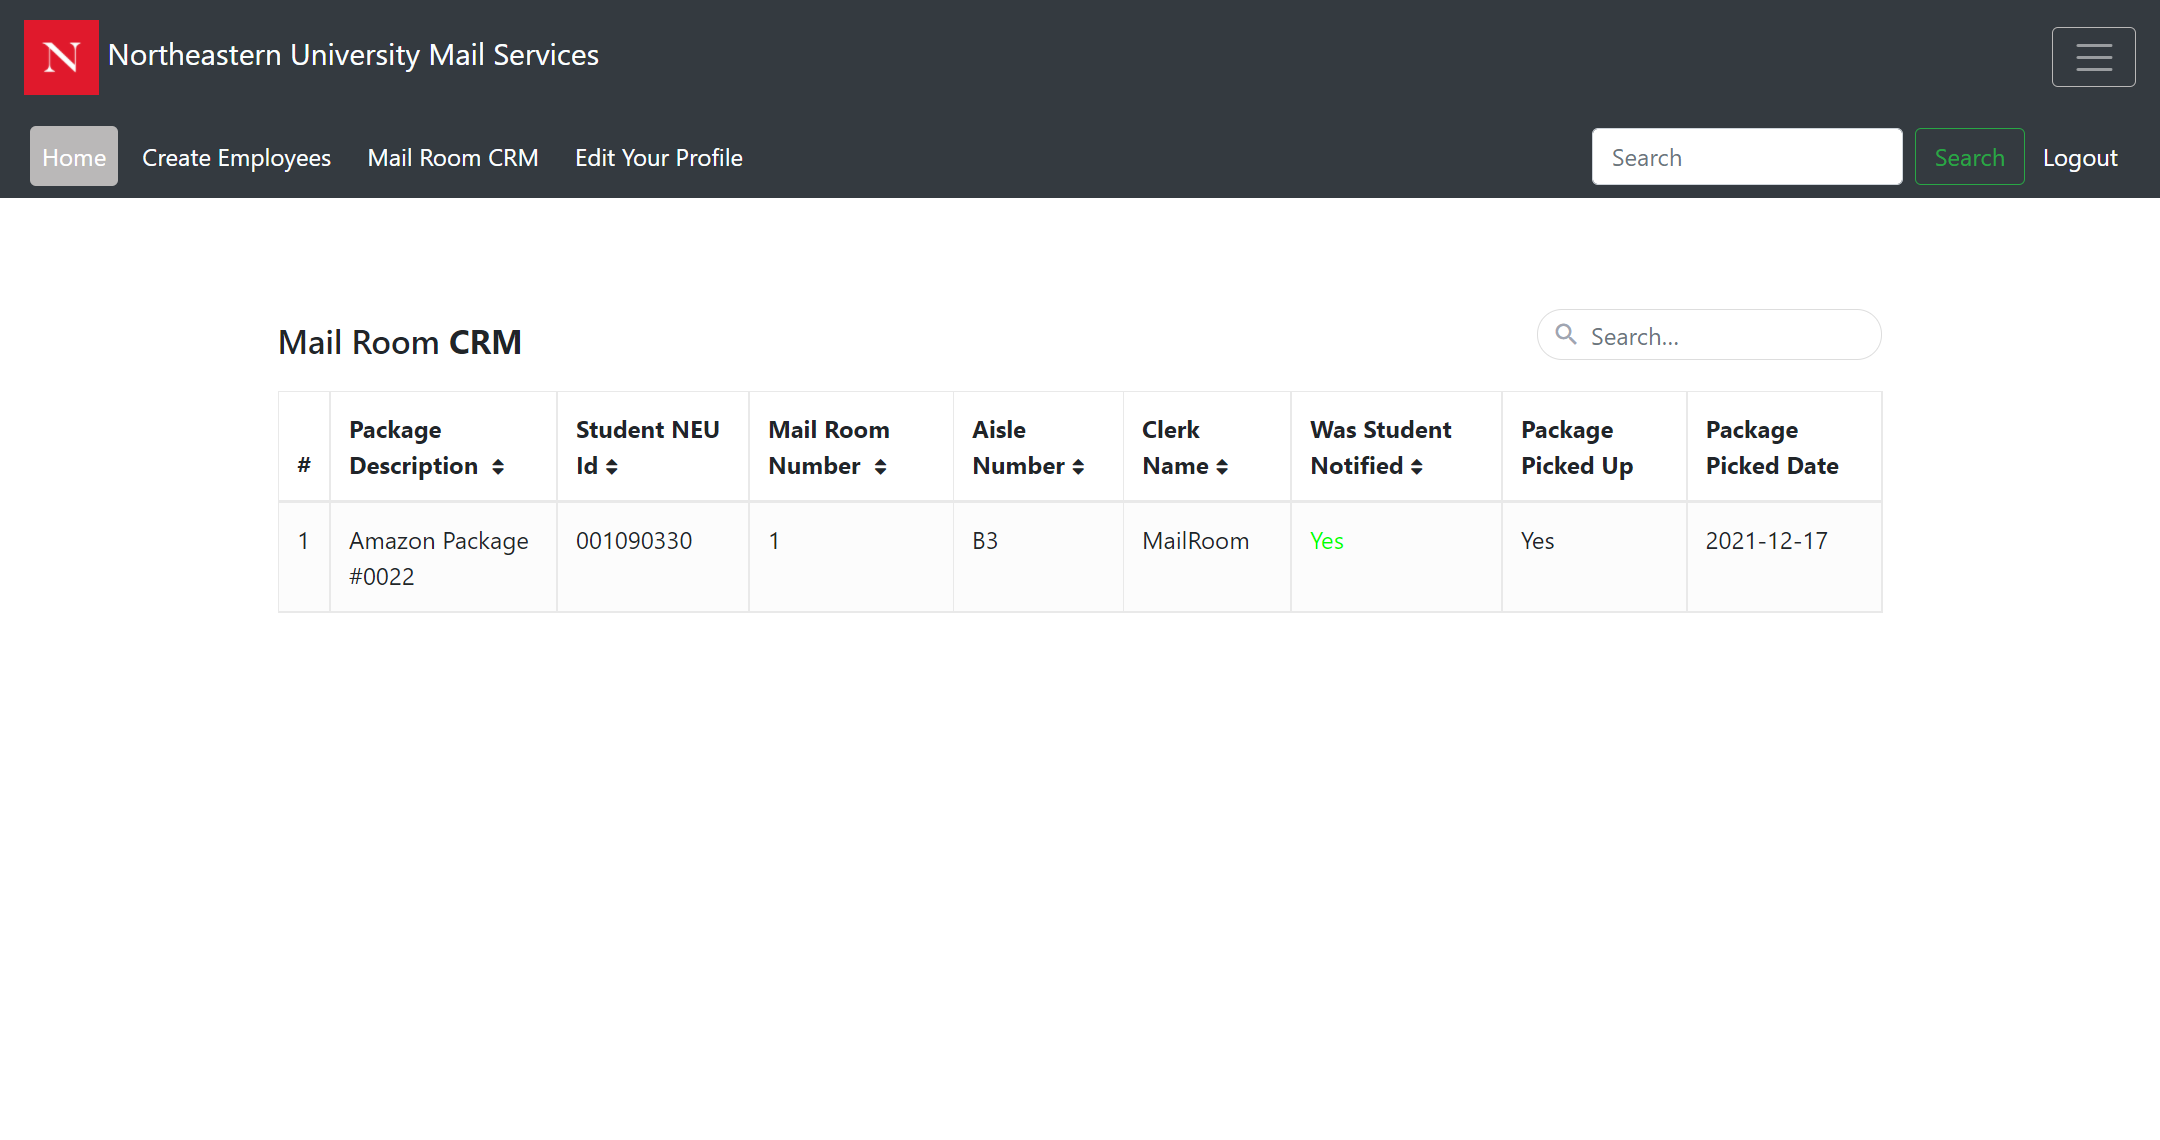 N Northeastern University Mail Services
Home Create Employees Mail Room CRM Edit Your Profile Search Search Logout
Mail Room CRM Search...
# Package Description Student NEU Id Mail Room Number Aisle Number Clerk Name Was Student Notified Package Picked Up Package Picked Date
1 Amazon Package #0022 001090330 1 B3 MailRoom Yes Yes 2021-12-17